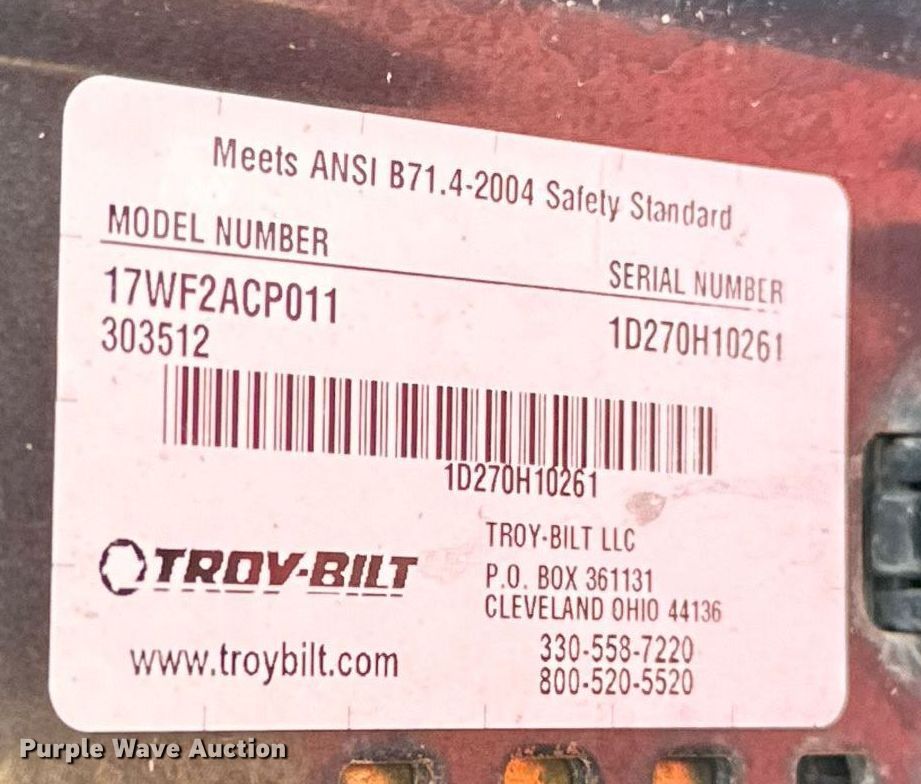 Meets ANSI B71.4-2004 Safety Standard
MODEL NUMBER
SERIAL NUMBER
17WF2ACP011
1D270H10261
303512
1D270H10261
TROY-BILT
www.troybilt.com
TROY-BILT LLC
P.O. BOX 361131
CLEVELAND OHIO 44136
330-558-7220
800-520-5520
Purple Wave Auction